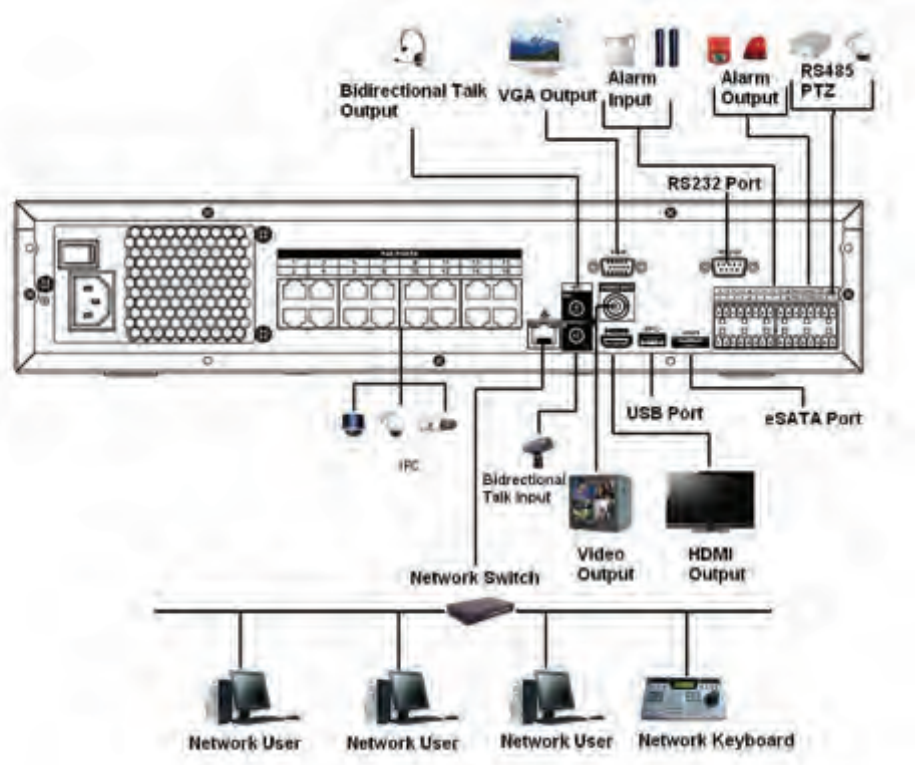 Bidirectional Talk
Output
VGA Output
Alarm
Input
Alarm
Output
RS485
PTZ
RS232 Port
USB Port
eSATA Port
IPC
Bidrectional
Talk Input
Video
Output
HDMI
Output
Network Switch
Network User
Network User
Network User
Network Keyboard